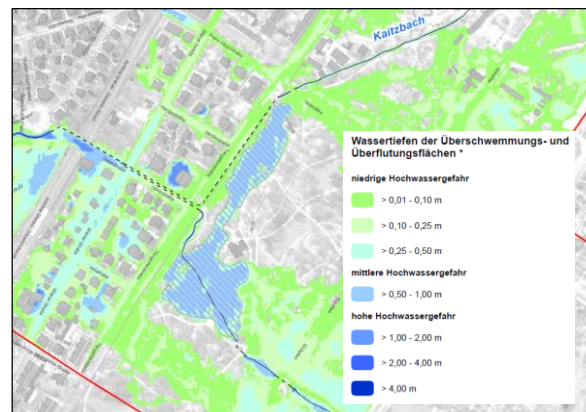 Kaitzbach
Wassertiefen der Überschwemmungs- und
Überflutungsflächen *
niedrige Hochwassergefahr
> 0,01 - 0,10 m
> 0,10 - 0,25 m
> 0,25 - 0,50 m
mittlere Hochwassergefahr
> 0,50 - 1,00 m
hohe Hochwassergefahr
> 1,00 - 2,00 m
> 2,00 - 4,00 m
> 4,00 m